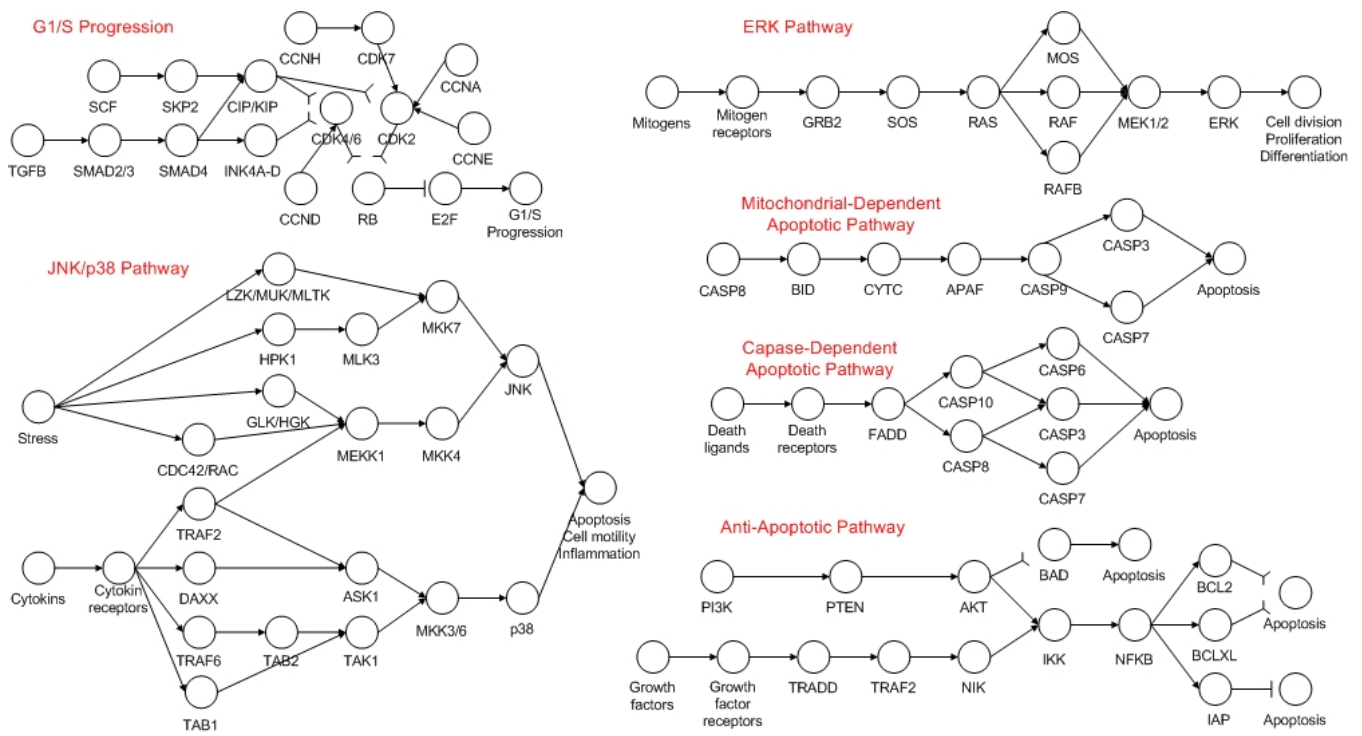 G1/S Progression
CCNH
CDK7
CCNA
SCF
SKP2
CIP/KIP
CDK4/6
CDK2
CCNE
TGFB
SMAD2/3
SMAD4
INK4A-D
CCND
RB
E2F
G1/S
Progression
ERK Pathway
MOS
Mitogens
Mitogen
receptors
GRB2
SOS
RAS
RAF
MEK1/2
ERK
Cell division
Proliferation
Differentiation
RAFB
Mitochondrial-Dependent
Apoptotic Pathway
CASP3
CASP8
BID
CYTC
APAF
CASP9
Apoptosis
CASP7
JNK/p38 Pathway
LZK/MUK/MLTK
MKK7
HPK1
MLK3
JNK
Stress
GLK/HGK
CDC42/RAC
MEKK1
MKK4
TRAF2
Apoptosis
Cell motility
Inflammation
Cytokins
Cytokin
receptors
DAXX
ASK1
MKK3/6
p38
TRAF6
TAB2
TAK1
TAB1
Capase-Dependent
Apoptotic Pathway
CASP6
CASP10
Death
ligands
Death
receptors
FADD
CASP3
Apoptosis
CASP8
CASP7
Anti-Apoptotic Pathway
BAD
Apoptosis
BCL2
PI3K
PTEN
AKT
Apoptosis
IKK
NFKB
BCLXL
Growth
factors
Growth
factor
receptors
TRADD
TRAF2
NIK
IAP
Apoptosis